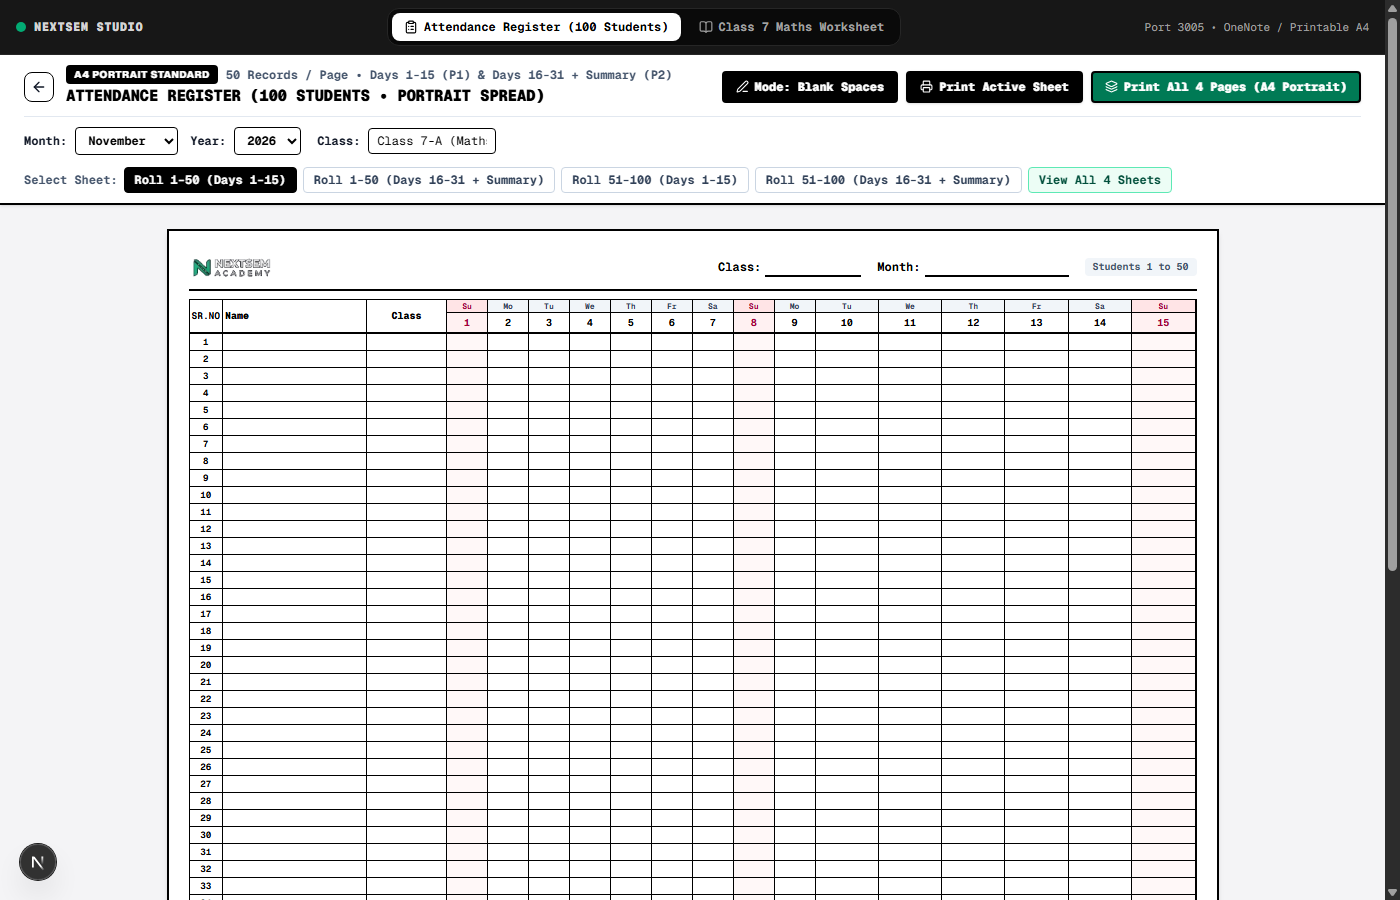 NEXTSEM STUDIO
Attendance Register (100 Students)
Class 7 Maths Worksheet
Port 3005 • OneNote / Printable A4
A4 PORTRAIT STANDARD
50 Records / Page • Days 1-15 (P1) & Days 16-31 + Summary (P2)
ATTENDANCE REGISTER (100 STUDENTS • PORTRAIT SPREAD)
Mode: Blank Spaces
Print Active Sheet
Print All 4 Pages (A4 Portrait)
Month: November
Year: 2026
Class: Class 7-A (Math
Select Sheet:
Roll 1-50 (Days 1-15)
Roll 1-50 (Days 16-31 + Summary)
Roll 51-100 (Days 1-15)
Roll 51-100 (Days 16-31 + Summary)
View All 4 Sheets
NEXTSEM
ACADEMY
Class:
Month:
Students 1 to 50
SR.NO Name Class
Su Mo Tu We Th Fr Sa Su Mo Tu We Th Fr Sa Su
1 2 3 4 5 6 7 8 9 10 11 12 13 14 15
1
2
3
4
5
6
7
8
9
10
11
12
13
14
15
16
17
18
19
20
21
22
23
24
25
26
27
28
29
30
31
32
33
N